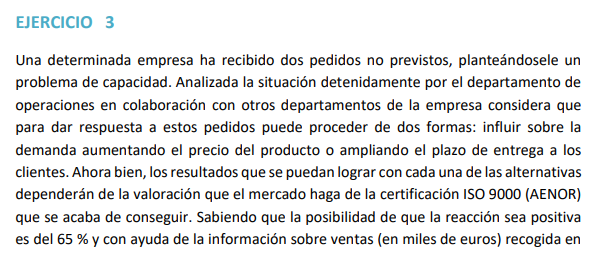 EJERCICIO 3
Una determinada empresa ha recibido dos pedidos no previstos, planteándosele un
problema de capacidad. Analizada la situación detenidamente por el departamento de
operaciones en colaboración con otros departamentos de la empresa considera que
para dar respuesta a estos pedidos puede proceder de dos formas: influir sobre la
demanda aumentando el precio del producto o ampliando el plazo de entrega a los
clientes. Ahora bien, los resultados que se puedan lograr con cada una de las alternativas
dependerán de la valoración que el mercado haga de la certificación ISO 9000 (AENOR)
que se acaba de conseguir. Sabiendo que la posibilidad de que la reacción sea positiva
es del 65 % y con ayuda de la información sobre ventas (en miles de euros) recogida en